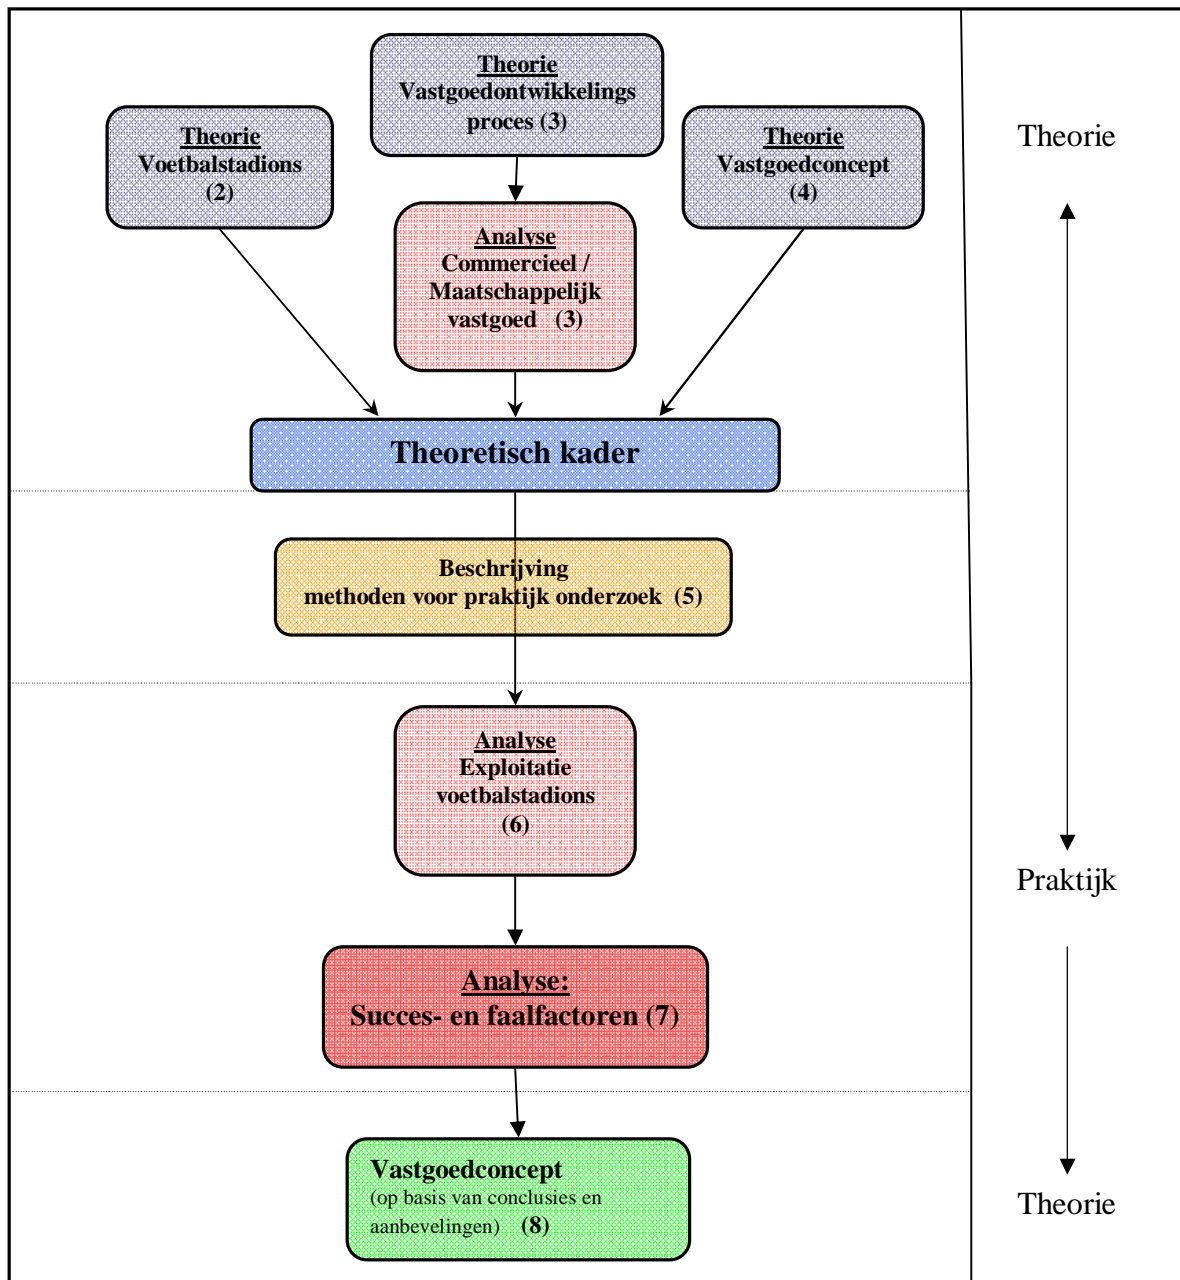 Theorie
Vastgoedontwikkelings
proces (3)
Theorie
Voetbalstadions
(2)
Theorie
Vastgoedconcept
(4)
Theorie
Analyse
Commercieel /
Maatschappelijk
vastgoed (3)
Theoretisch kader
Beschrijving
methoden voor praktijk onderzoek (5)
Analyse
Exploitatie
voetbalstadions
(6)
Praktijk
Analyse:
Succes- en faalfactoren (7)
Vastgoedconcept
(op basis van conclusies en
aanbevelingen) (8)
Theorie